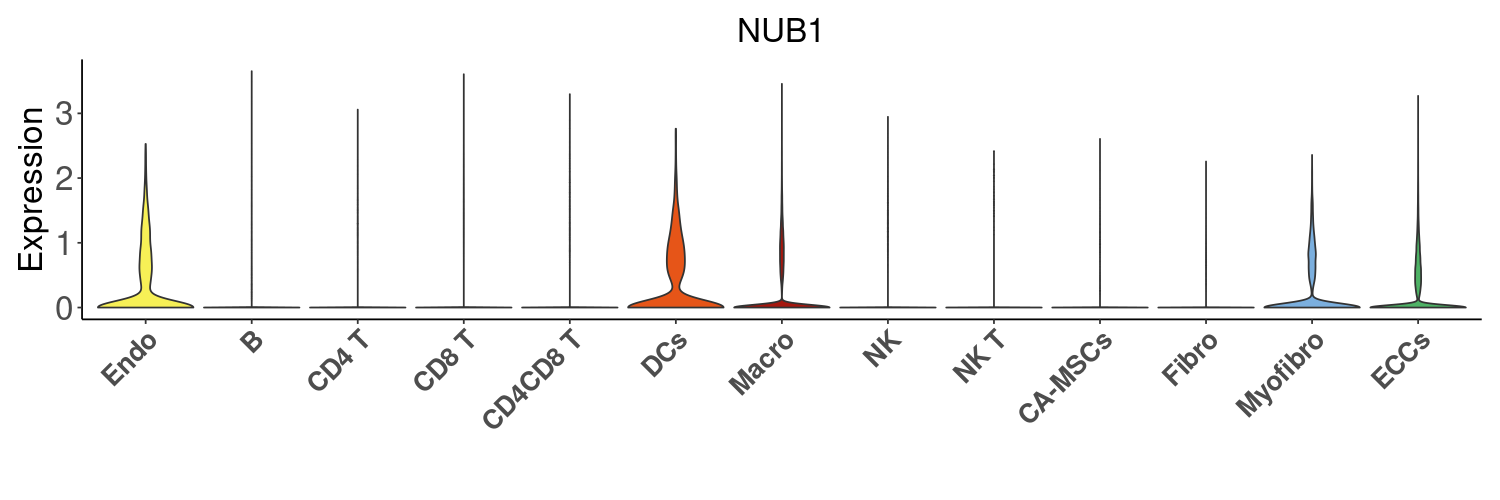 NUB1
Expression
3
2
1
0
Endo
B
CD4 T
CD8 T
CD4CD8 T
DCs
Macro
NK
NK T
CA-MSCs
Fibro
Myofibro
ECCs